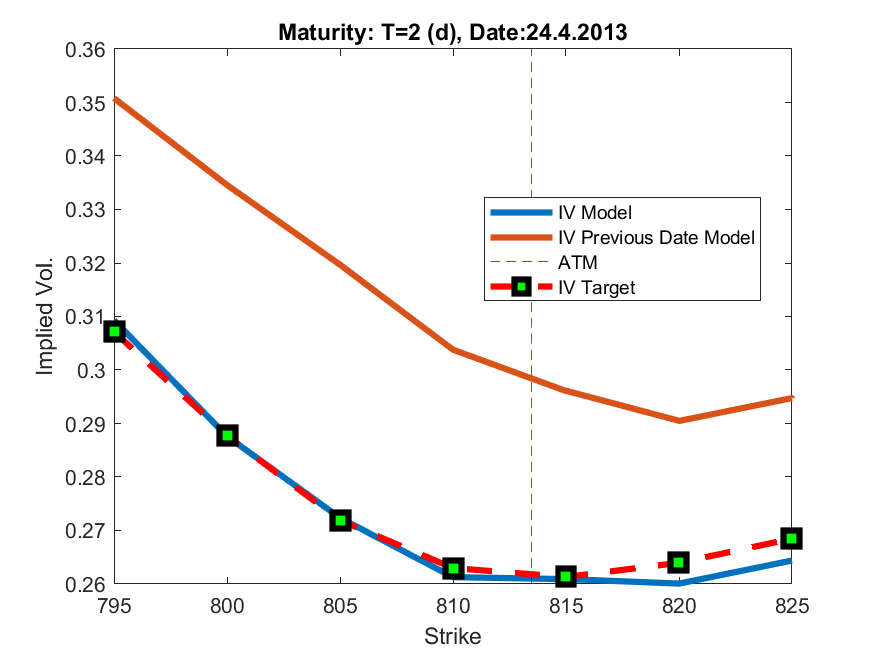 Maturity: T=2 (d), Date:24.4.2013
0.36
0.35
0.34
0.33
0.32
0.31
0.3
0.29
0.28
0.27
0.26
Implied Vol.
IV Model
IV Previous Date Model
ATM
IV Target
795 800 805 810 815 820 825
Strike